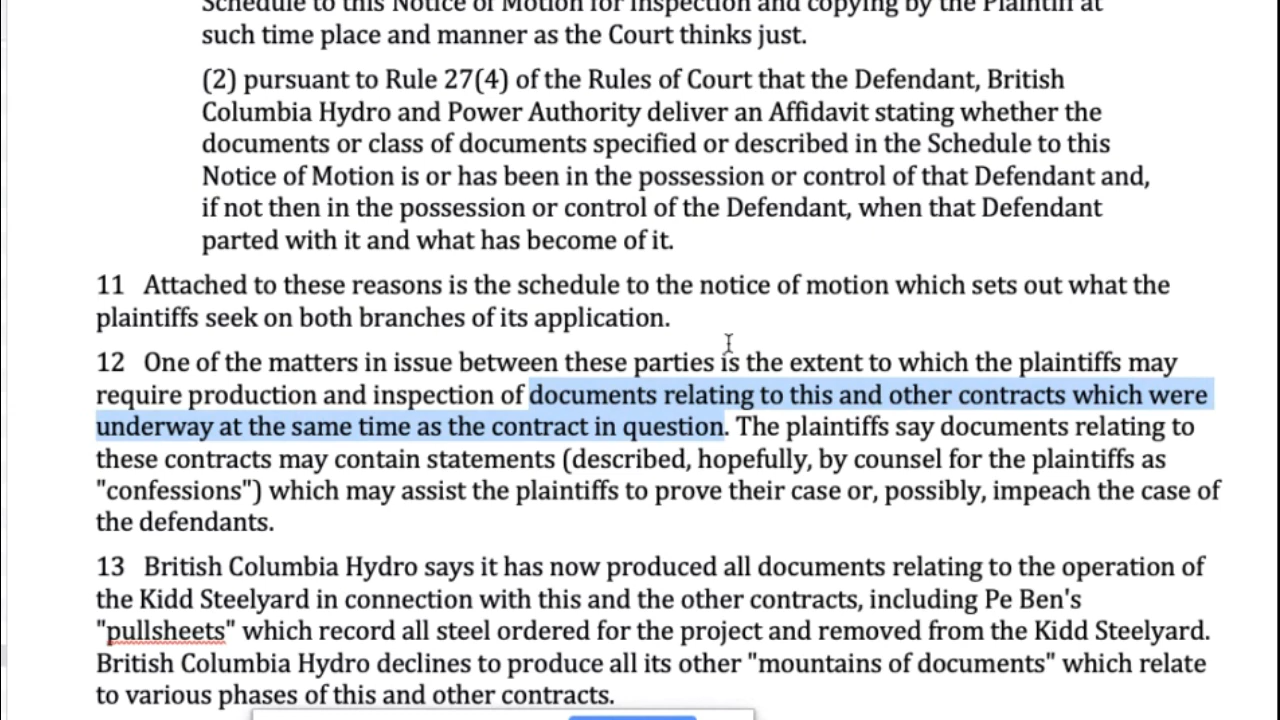 Schedule to this Notice of Motion for inspection and copying by the Plaintiff at
such time place and manner as the Court thinks just.
(2) pursuant to Rule 27(4) of the Rules of Court that the Defendant, British
Columbia Hydro and Power Authority deliver an Affidavit stating whether the
documents or class of documents specified or described in the Schedule to this
Notice of Motion is or has been in the possession or control of that Defendant and,
if not then in the possession or control of the Defendant, when that Defendant
parted with it and what has become of it.
11 Attached to these reasons is the schedule to the notice of motion which sets out what the
plaintiffs seek on both branches of its application.
12 One of the matters in issue between these parties is the extent to which the plaintiffs may
require production and inspection of documents relating to this and other contracts which were
underway at the same time as the contract in question. The plaintiffs say documents relating to
these contracts may contain statements (described, hopefully, by counsel for the plaintiffs as
"confessions") which may assist the plaintiffs to prove their case or, possibly, impeach the case of
the defendants.
13 British Columbia Hydro says it has now produced all documents relating to the operation of
the Kidd Steelyard in connection with this and the other contracts, including Pe Ben's
"pullsheets" which record all steel ordered for the project and removed from the Kidd Steelyard.
British Columbia Hydro declines to produce all its other "mountains of documents" which relate
to various phases of this and other contracts.